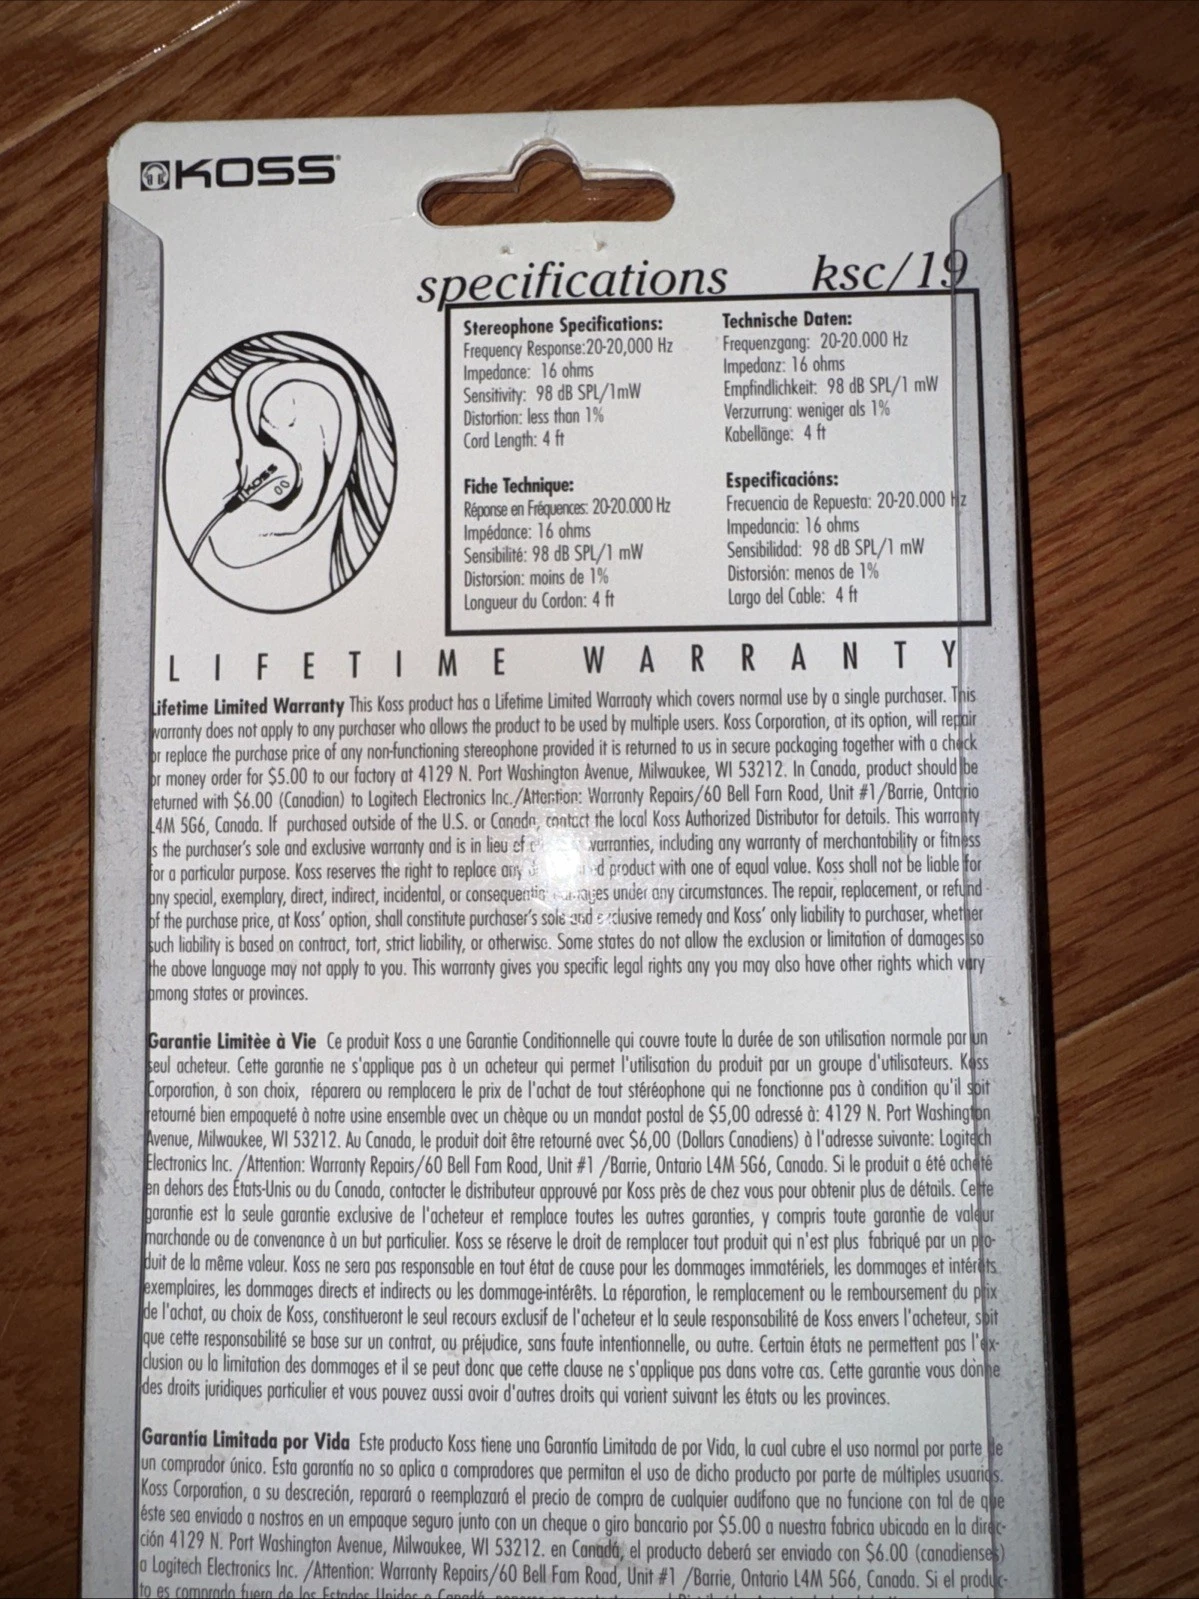 KOSS
specifications ksc/19
Stereophone Specifications:
Frequency Response:20-20,000 Hz
Impedance: 16 ohms
Sensitivity: 98 dB SPL/1mW
Distortion: less than 1%
Cord Length: 4 ft
Technische Daten:
Frequenzgang: 20-20.000 Hz
Impedanz: 16 ohms
Empfindlichkeit: 98 dB SPL/1 mW
Verzurrung: weniger als 1%
Kabellänge: 4 ft
Fiche Technique:
Réponse en Fréquences: 20-20.000 Hz
Impédance: 16 ohms
Sensibilité: 98 dB SPL/1 mW
Distorsion: moins de 1%
Longueur du Cordon: 4 ft
Especificacións:
Frecuencia de Repuesta: 20-20.000 Hz
Impedancia: 16 ohms
Sensibilidad: 98 dB SPL/1 mW
Distorsión: menos de 1%
Largo del Cable: 4 ft
KOSS
LIFETIME WARRANTY
Lifetime Limited Warranty This Koss product has a Lifetime Limited Warranty which covers normal use by a single purchaser. This
warranty does not apply to any purchaser who allows the product to be used by multiple users. Koss Corporation, at its option, will repair
or replace the purchase price of any non-functioning stereophone provided it is returned to us in secure packaging together with a check
or money order for $5.00 to our factory at 4129 N. Port Washington Avenue, Milwaukee, WI 53212. In Canada, product should be
returned with $6.00 (Canadian) to Logitech Electronics Inc./Attention: Warranty Repairs/60 Bell Farn Road, Unit #1/Barrie, Ontario
L4M 5G6, Canada. If purchased outside of the U.S. or Canada, contact the local Koss Authorized Distributor for details. This warranty
is the purchaser's sole and exclusive warranty and is in lieu of warranties, including any warranty of merchantability or fitness
for a particular purpose. Koss reserves the right to replace any product with one of equal value. Koss shall not be liable for
any special, exemplary, direct, indirect, incidental, or consequential damages under any circumstances. The repair, replacement, or refund
of the purchase price, at Koss' option, shall constitute purchaser's sole and exclusive remedy and Koss' only liability to purchaser, whether
such liability is based on contract, tort, strict liability, or otherwise. Some states do not allow the exclusion or limitation of damages so
the above language may not apply to you. This warranty gives you specific legal rights any you may also have other rights which vary
among states or provinces.
Garantie Limitèe à Vie Ce produit Koss a une Garantie Conditionnelle qui couvre toute la durée de son utilisation normale par un
seul acheteur. Cette garantie ne s'applique pas à un acheteur qui permet l'utilisation du produit par un groupe d'utilisateurs. Koss
Corporation, à son choix, réparera ou remplacera le prix de l'achat de tout stéréophone qui ne fonctionne pas à condition qu'il soit
retourné bien empaqueté à notre usine ensemble avec un chèque ou un mandat postal de $5,00 adressé à: 4129 N. Port Washington
Avenue, Milwaukee, WI 53212. Au Canada, le produit doit être retourné avec $6,00 (Dollars Canadiens) à l'adresse suivante: Logitech
Electronics Inc. /Attention: Warranty Repairs/60 Bell Fam Road, Unit #1 /Barrie, Ontario L4M 5G6, Canada. Si le produit a été acheté
en dehors des États-Unis ou du Canada, contacter le distributeur approuvé par Koss près de chez vous pour obtenir plus de détails. Cette
garantie est la seule garantie exclusive de l'acheteur et remplace toutes les autres garanties, y compris toute garantie de valeur
marchande ou de convenance à un but particulier. Koss se réserve le droit de remplacer tout produit qui n'est plus fabriqué par un pro-
duit de la même valeur. Koss ne sera pas responsable en tout état de cause pour les dommages immatériels, les dommages et intérêts
exemplaires, les dommages directs et indirects ou les dommage-intérêts. La réparation, le remplacement ou le remboursement du prix
de l'achat, au choix de Koss, constitueront le seul recours exclusif de l'acheteur et la seule responsabilité de Koss envers l'acheteur, soit
que cette responsabilité se base sur un contrat, au préjudice, sans faute intentionnelle, ou autre. Certain états ne permettent pas l'ex-
clusion ou la limitation des dommages et il se peut donc que cette clause ne s'applique pas dans votre cas. Cette garantie vous donne
des droits juridiques particulier et vous pouvez aussi avoir d'autres droits qui varient suivant les états ou les provinces.
Garantía Limitada por Vida Este producto Koss tiene una Garantía Limitada de por Vida, la cual cubre el uso normal por parte de
un comprador único. Esta garantía no so aplica a compradores que permitan el uso de dicho producto por parte de múltiples usuarios.
Koss Corporation, a su descreción, reparará o reemplazará el precio de compra de cualquier audífono que no funcione con tal de que
éste sea enviado a nostros en un empaque seguro junto con un cheque o giro bancario por $5.00 a nuestra fabrica ubicada en la direc-
ción 4129 N. Port Washington Avenue, Milwaukee, WI 53212. en Canadá, el producto deberá ser enviado con $6.00 (canadienses)
a Logitech Electronics Inc. /Attention: Warranty Repairs/60 Bell Fam Road, Unit #1 /Barrie, Ontario L4M 5G6, Canada. Si el produc-
to es comprado fuera de los Estados Unidos o Canadá,